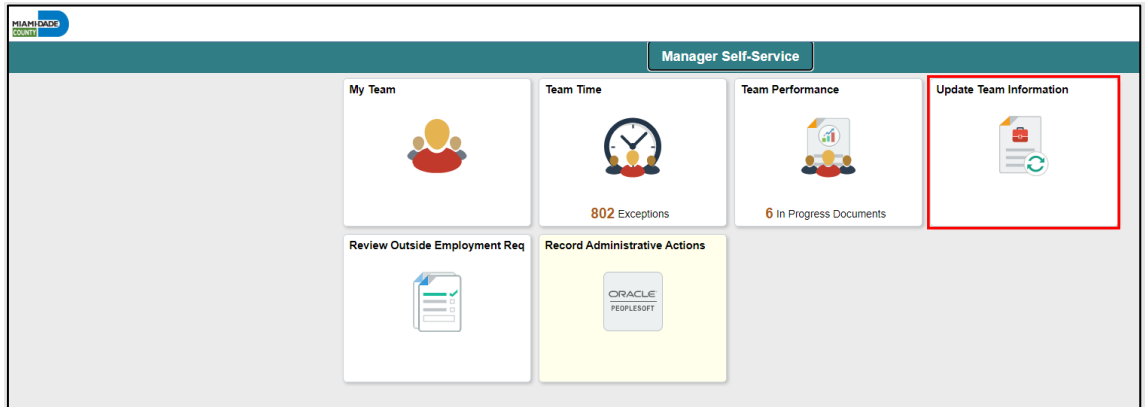 MIAMI-DADE
COUNTY
Manager Self-Service
My Team
Team Time
Team Performance
Update Team Information
802 Exceptions
6 In Progress Documents
Review Outside Employment Req
Record Administrative Actions
ORACLE
PEOPLESOFT